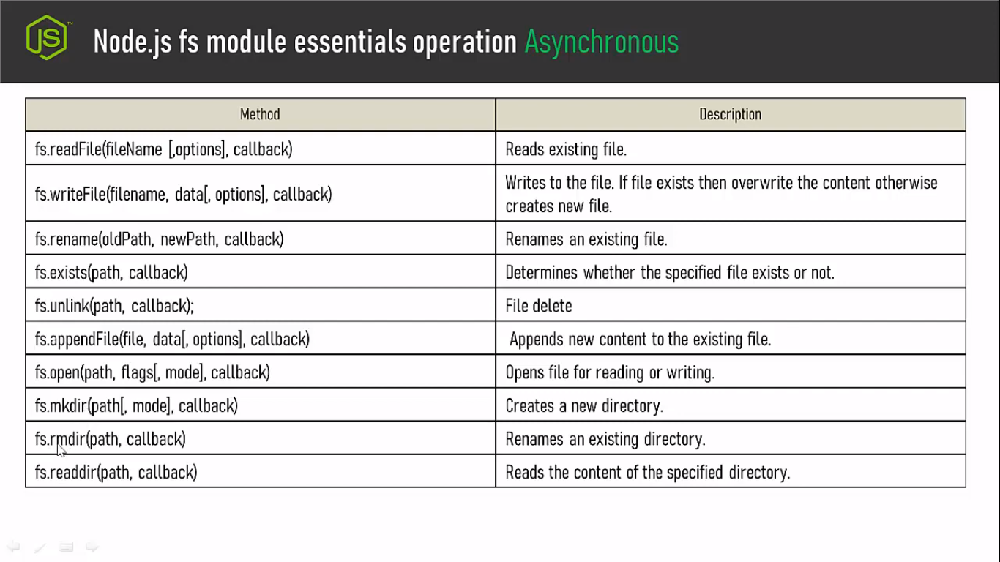 JS
TM
Node.js fs module essentials operation Asynchronous
Method
Description
fs.readFile(fileName [,options], callback)
Reads existing file.
fs.writeFile(filename, data[, options], callback)
Writes to the file. If file exists then overwrite the content otherwise
creates new file.
fs.rename(oldPath, newPath, callback)
Renames an existing file.
fs.exists(path, callback)
Determines whether the specified file exists or not.
fs.unlink(path, callback);
File delete
fs.appendFile(file, data[, options], callback)
Appends new content to the existing file.
fs.open(path, flags[, mode], callback)
Opens file for reading or writing.
fs.mkdir(path[, mode], callback)
Creates a new directory.
fs.rmdir(path, callback)
Renames an existing directory.
fs.readdir(path, callback)
Reads the content of the specified directory.